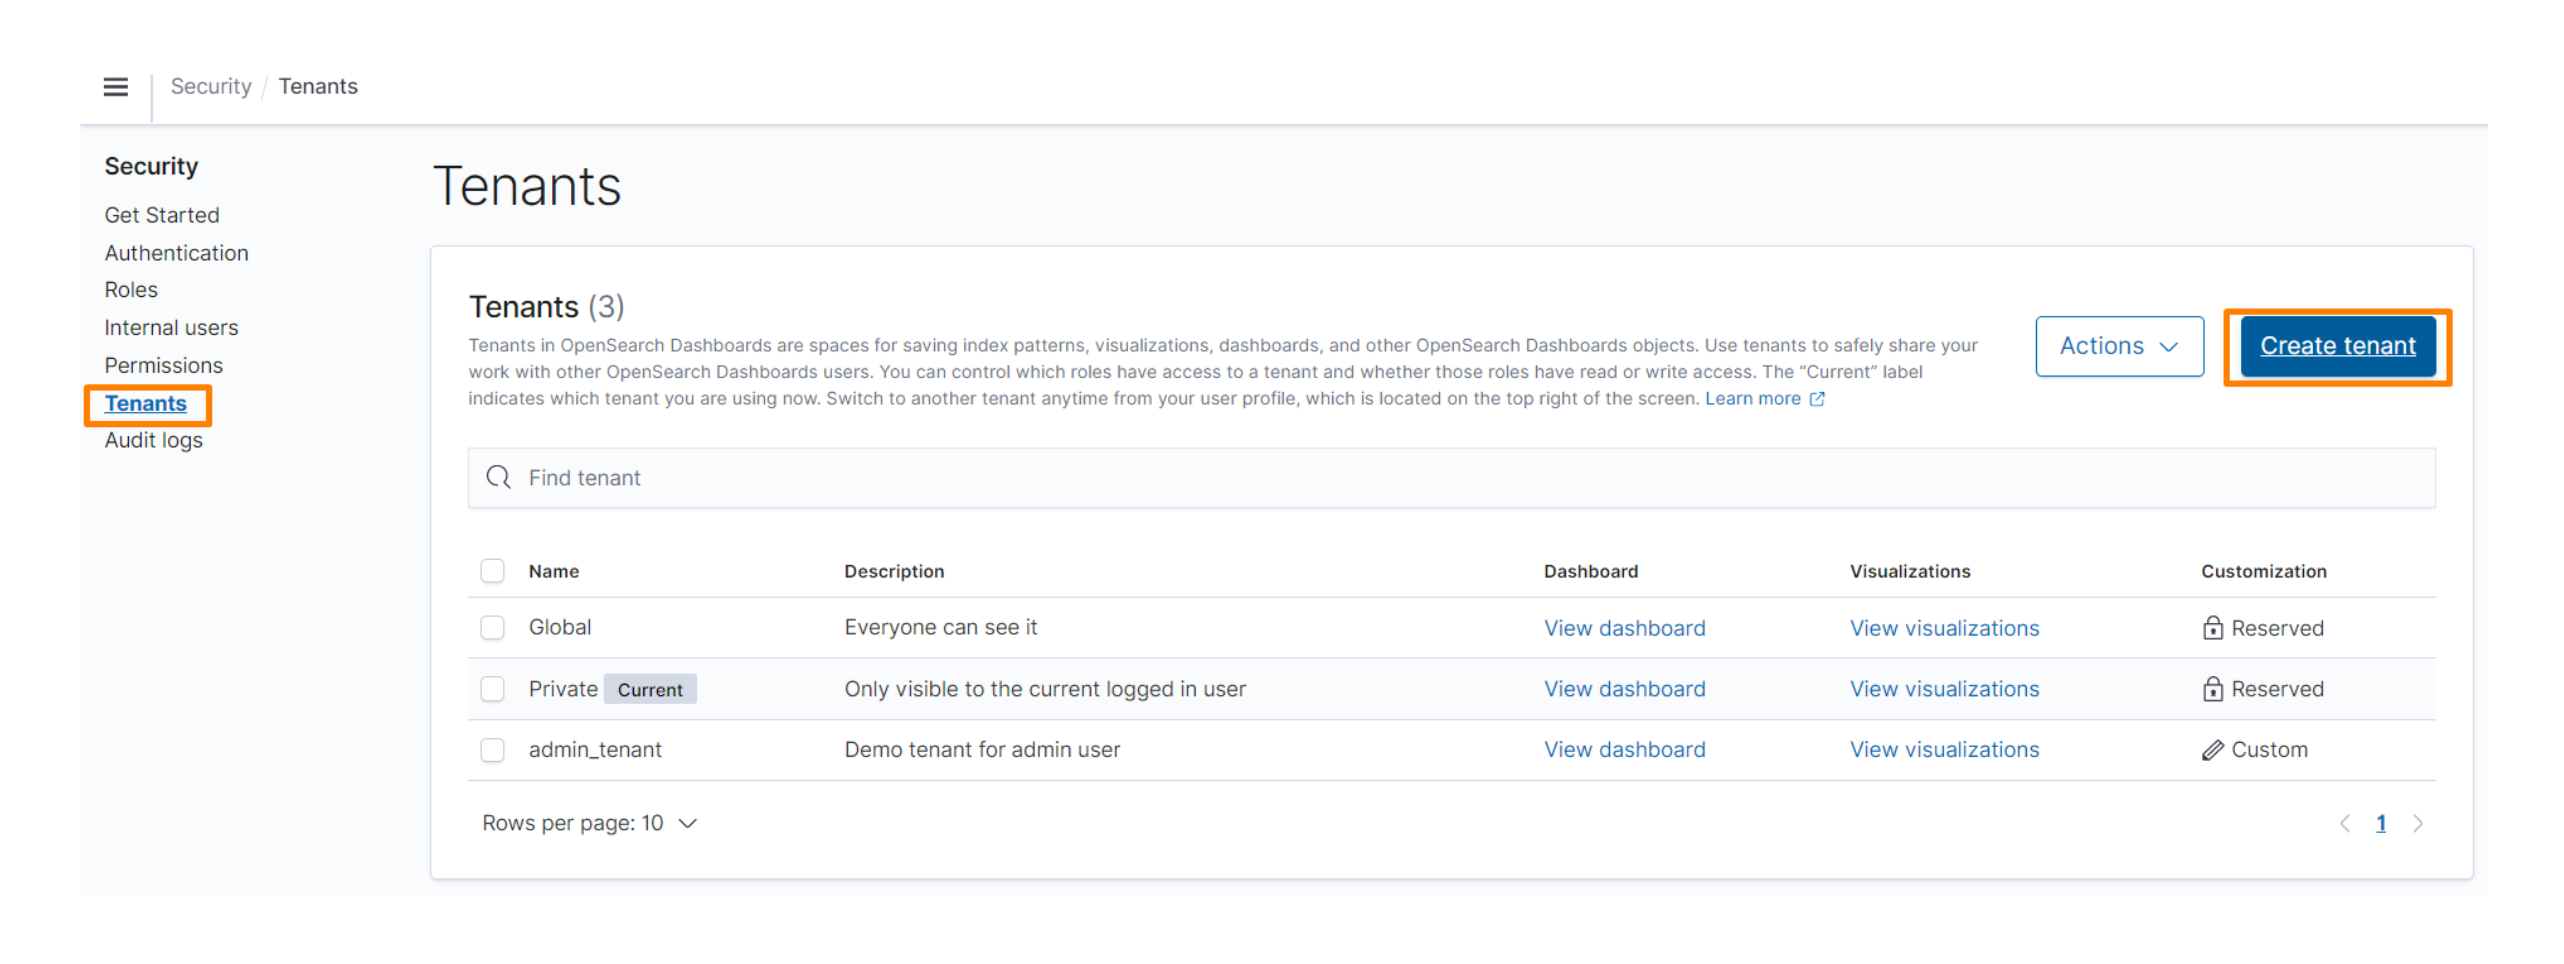 Security / Tenants
Security
Get Started
Authentication
Roles
Internal users
Permissions
Tenants
Audit logs
Tenants
Tenants (3)
Tenants in OpenSearch Dashboards are spaces for saving index patterns, visualizations, dashboards, and other OpenSearch Dashboards objects. Use tenants to safely share your
work with other OpenSearch Dashboards users. You can control which roles have access to a tenant and whether those roles have read or write access. The “Current” label
indicates which tenant you are using now. Switch to another tenant anytime from your user profile, which is located on the top right of the screen. Learn more
Actions
Create tenant
Find tenant
Name Description Dashboard Visualizations Customization
Global Everyone can see it View dashboard View visualizations Reserved
Private Current Only visible to the current logged in user View dashboard View visualizations Reserved
admin_tenant Demo tenant for admin user View dashboard View visualizations Custom
Rows per page: 10
1